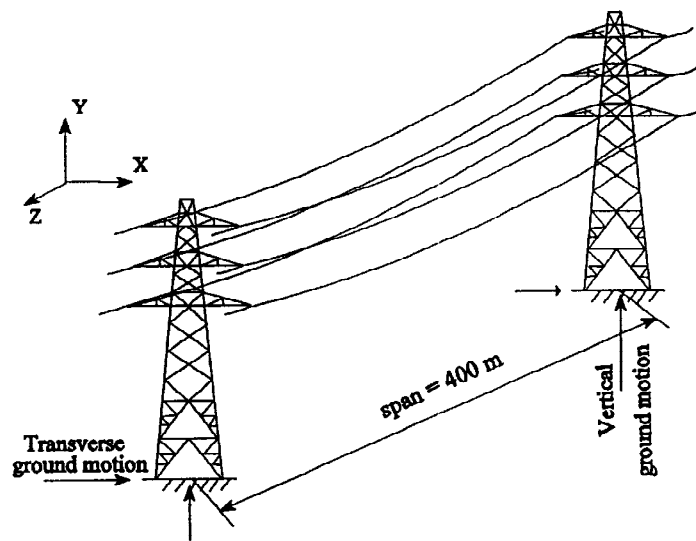 Y
X
Z
span = 400 m
Vertical
ground motion
Transverse
ground motion